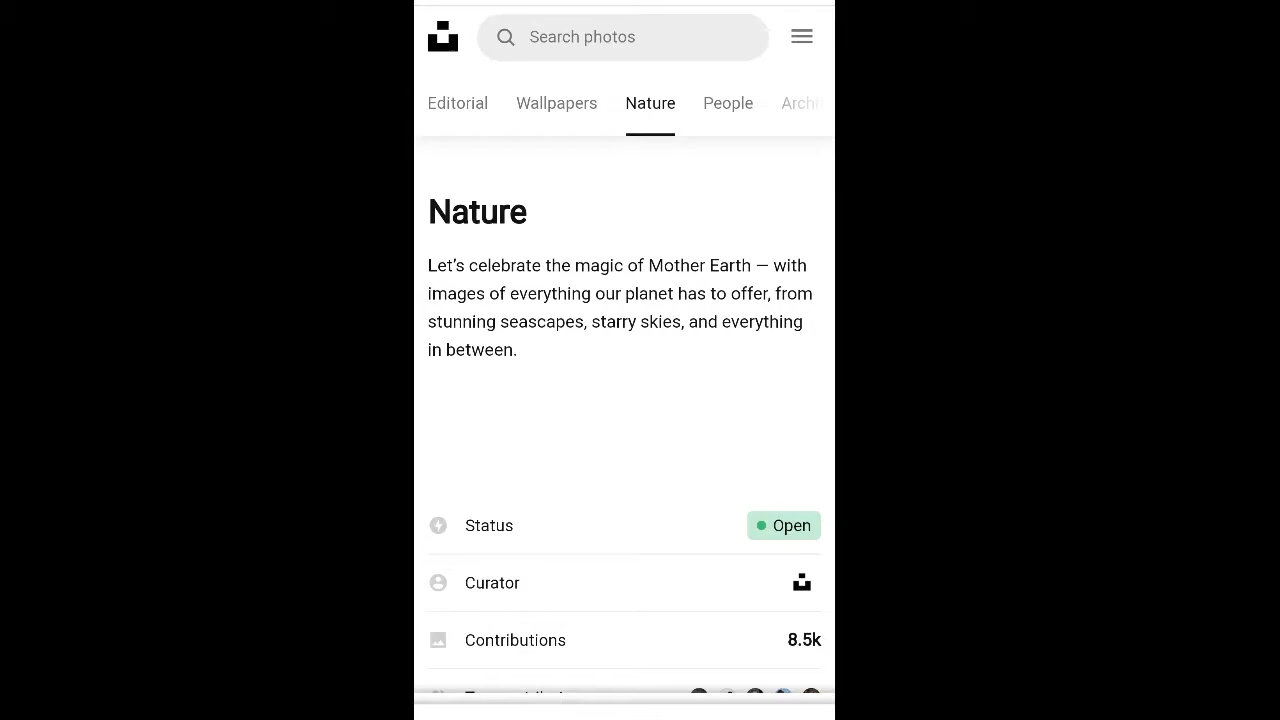 Search photos
Editorial Wallpapers Nature People
Nature
Let's celebrate the magic of Mother Earth — with
images of everything our planet has to offer, from
stunning seascapes, starry skies, and everything
in between.
Status Open
Curator
Contributions 8.5k